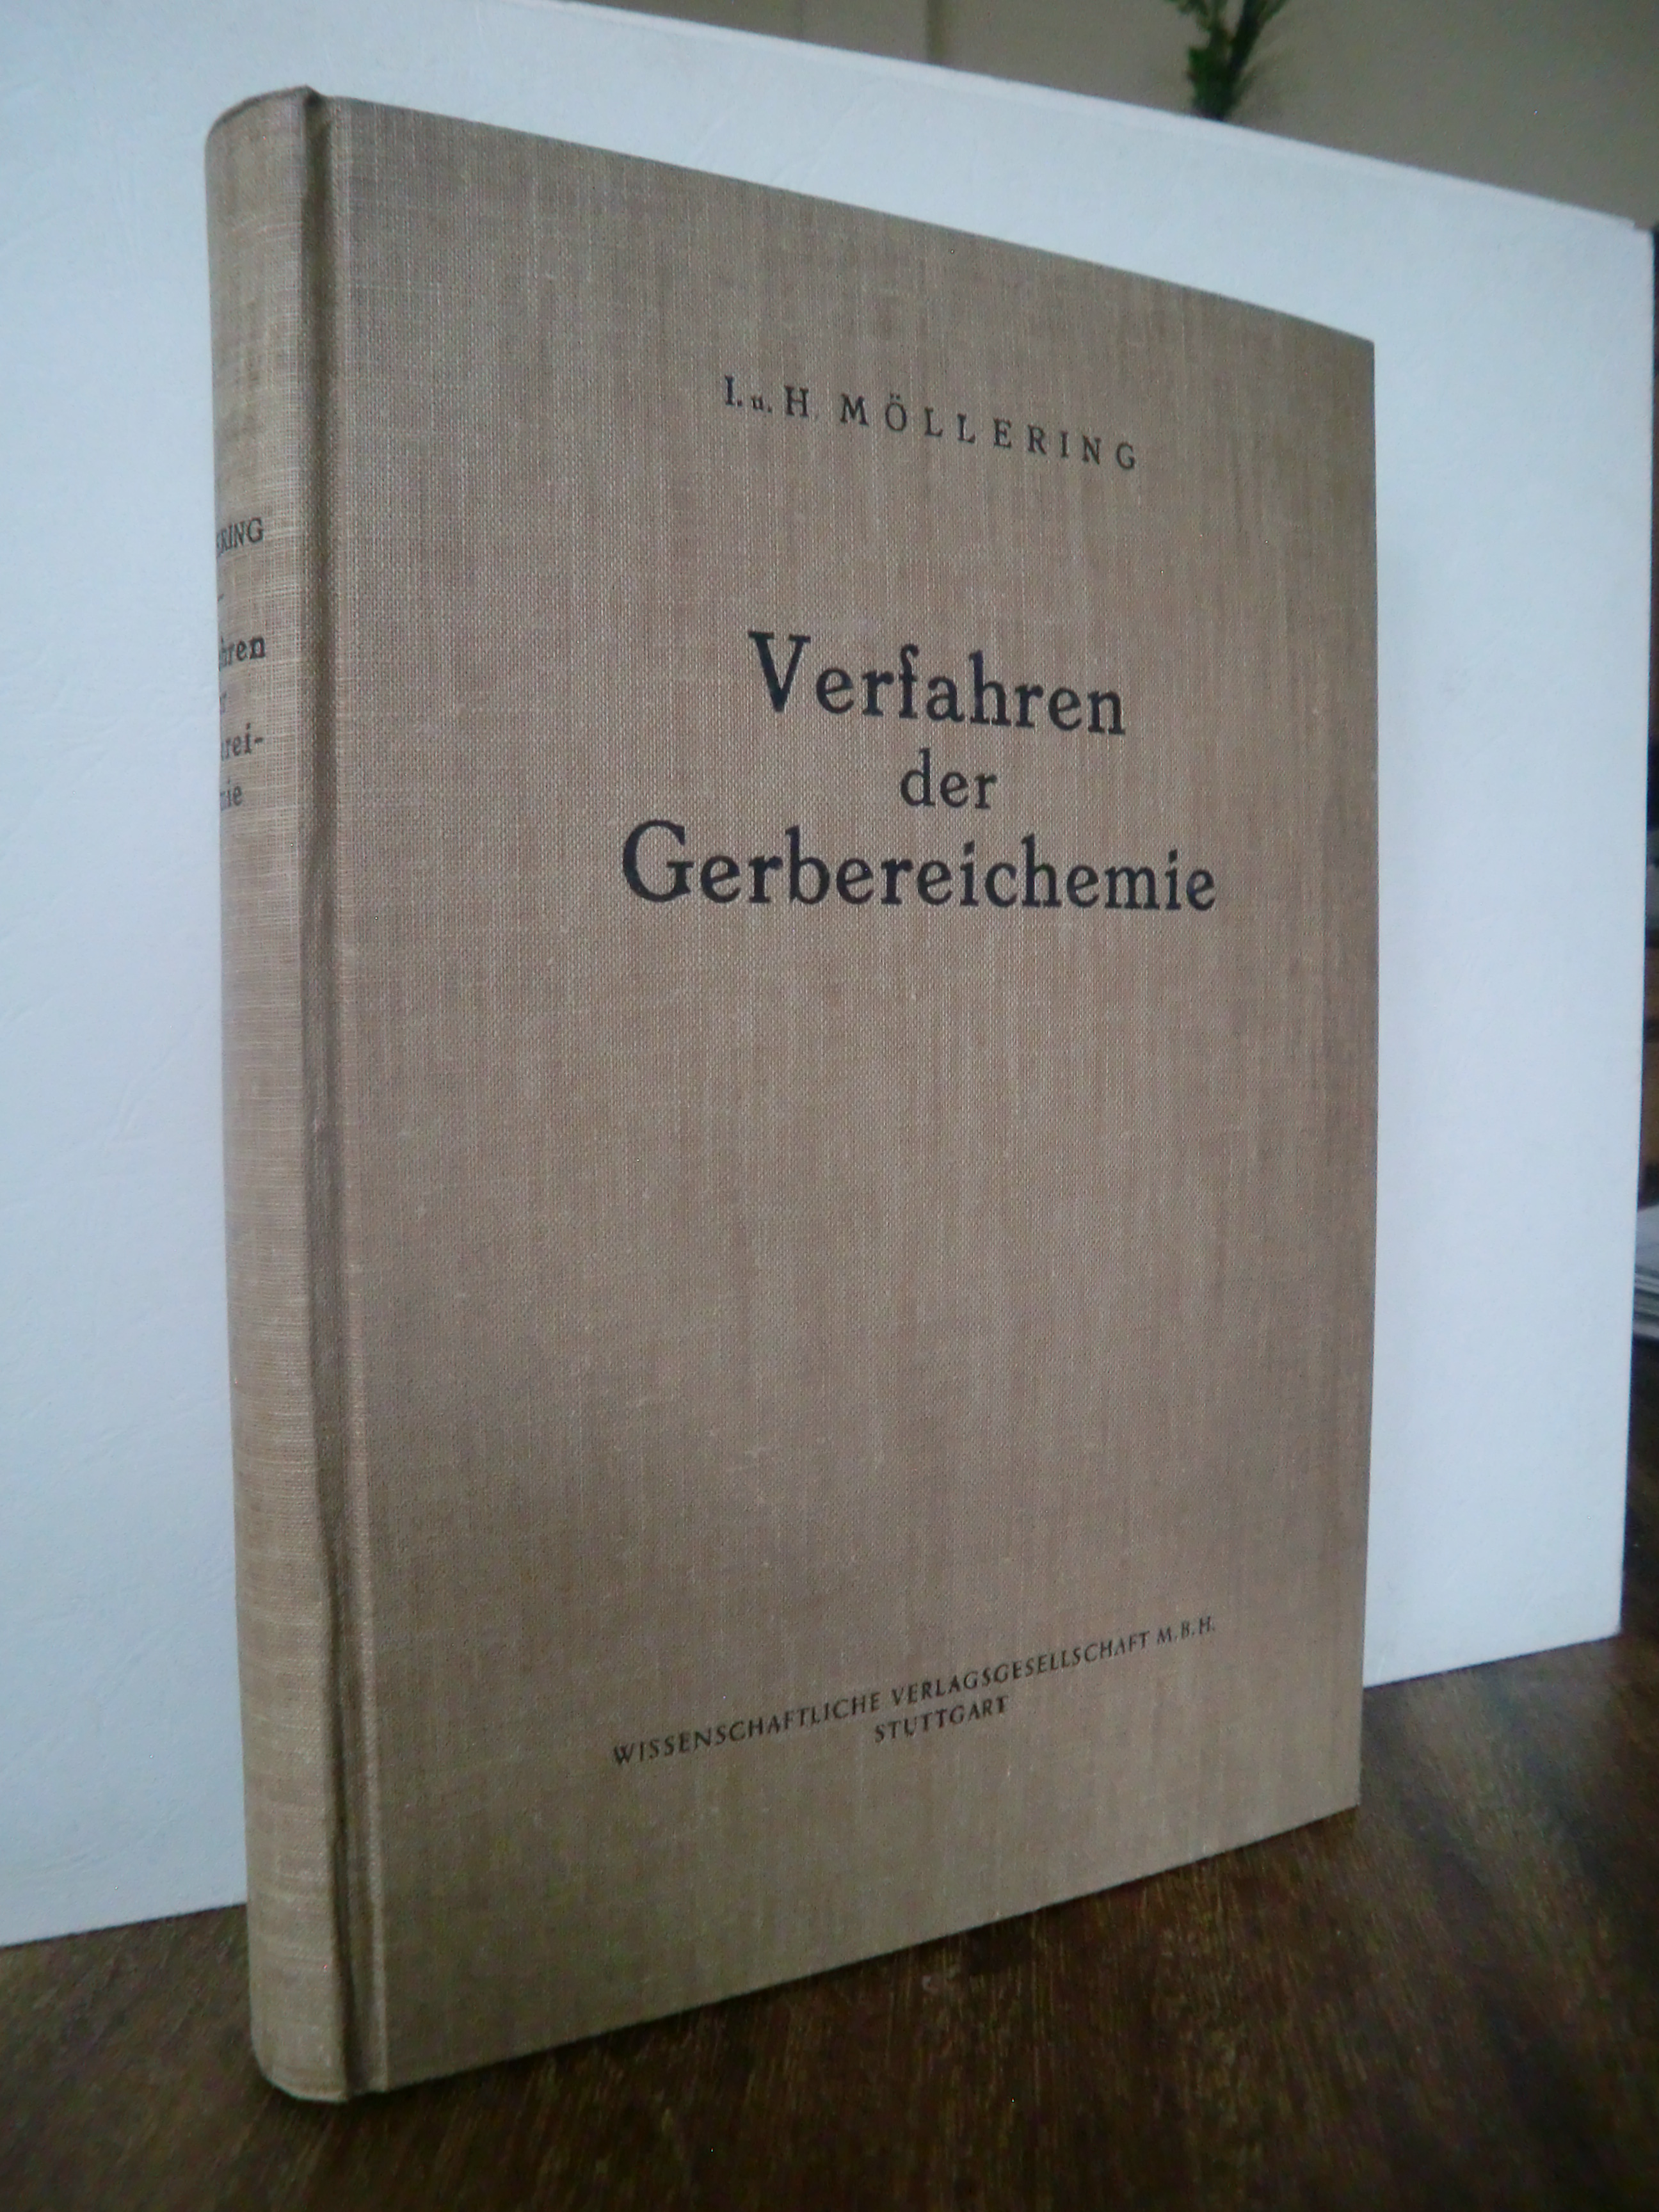 I. u. H. MÖLLERING
Verfahren
der
Gerbereichemie
WISSENSCHAFTLICHE VERLAGSGESELLSCHAFT M.B.H.
STUTTGART